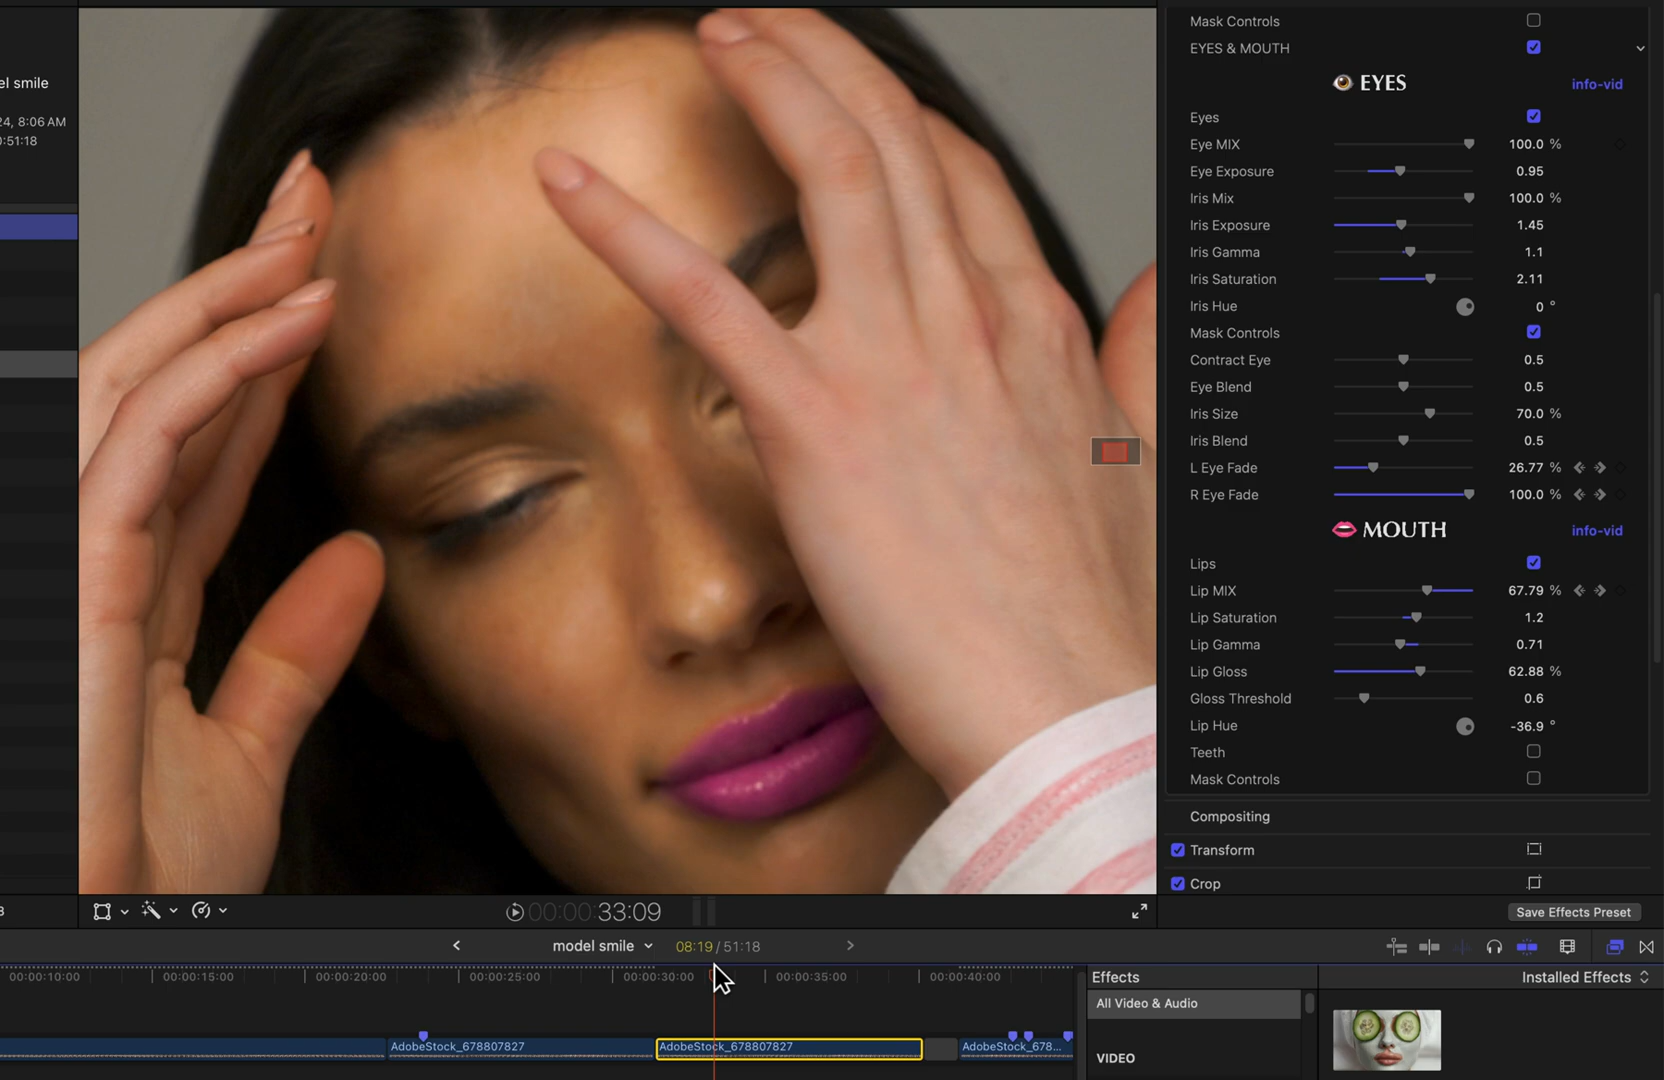 el smile
24, 8:06 AM
0:51:18
Mask Controls
EYES & MOUTH
EYES
info-vid
Eyes
Eye MIX 100.0 %
Eye Exposure 0.95
Iris Mix 100.0 %
Iris Exposure 1.45
Iris Gamma 1.1
Iris Saturation 2.11
Iris Hue 0 °
Mask Controls
Contract Eye 0.5
Eye Blend 0.5
Iris Size 70.0 %
Iris Blend 0.5
L Eye Fade 26.77 %
R Eye Fade 100.0 %
MOUTH
info-vid
Lips
Lip MIX 67.79 %
Lip Saturation 1.2
Lip Gamma 0.71
Lip Gloss 62.88 %
Gloss Threshold 0.6
Lip Hue -36.9 °
Teeth
Mask Controls
Compositing
Transform
Crop
Save Effects Preset
00:00:33:09
model smile 08:19 / 51:18
00:00:10:00 00:00:15:00 00:00:20:00 00:00:25:00 00:00:30:00 00:00:35:00 00:00:40:00
AdobeStock_678807827 AdobeStock_678807827 AdobeStock_678...
Effects
Installed Effects
All Video & Audio
VIDEO